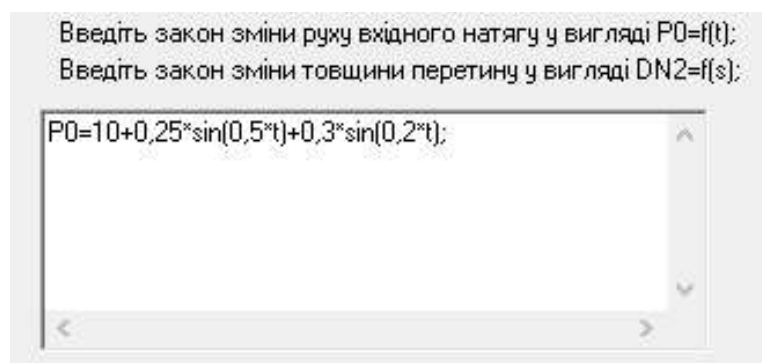 Введіть закон зміни руху вхідного натягу у вигляді P0=f(t);
Введіть закон зміни товщини перетину у вигляді DN2=f(s);
P0=10+0,25*sin(0,5*t)+0,3*sin(0,2*t);